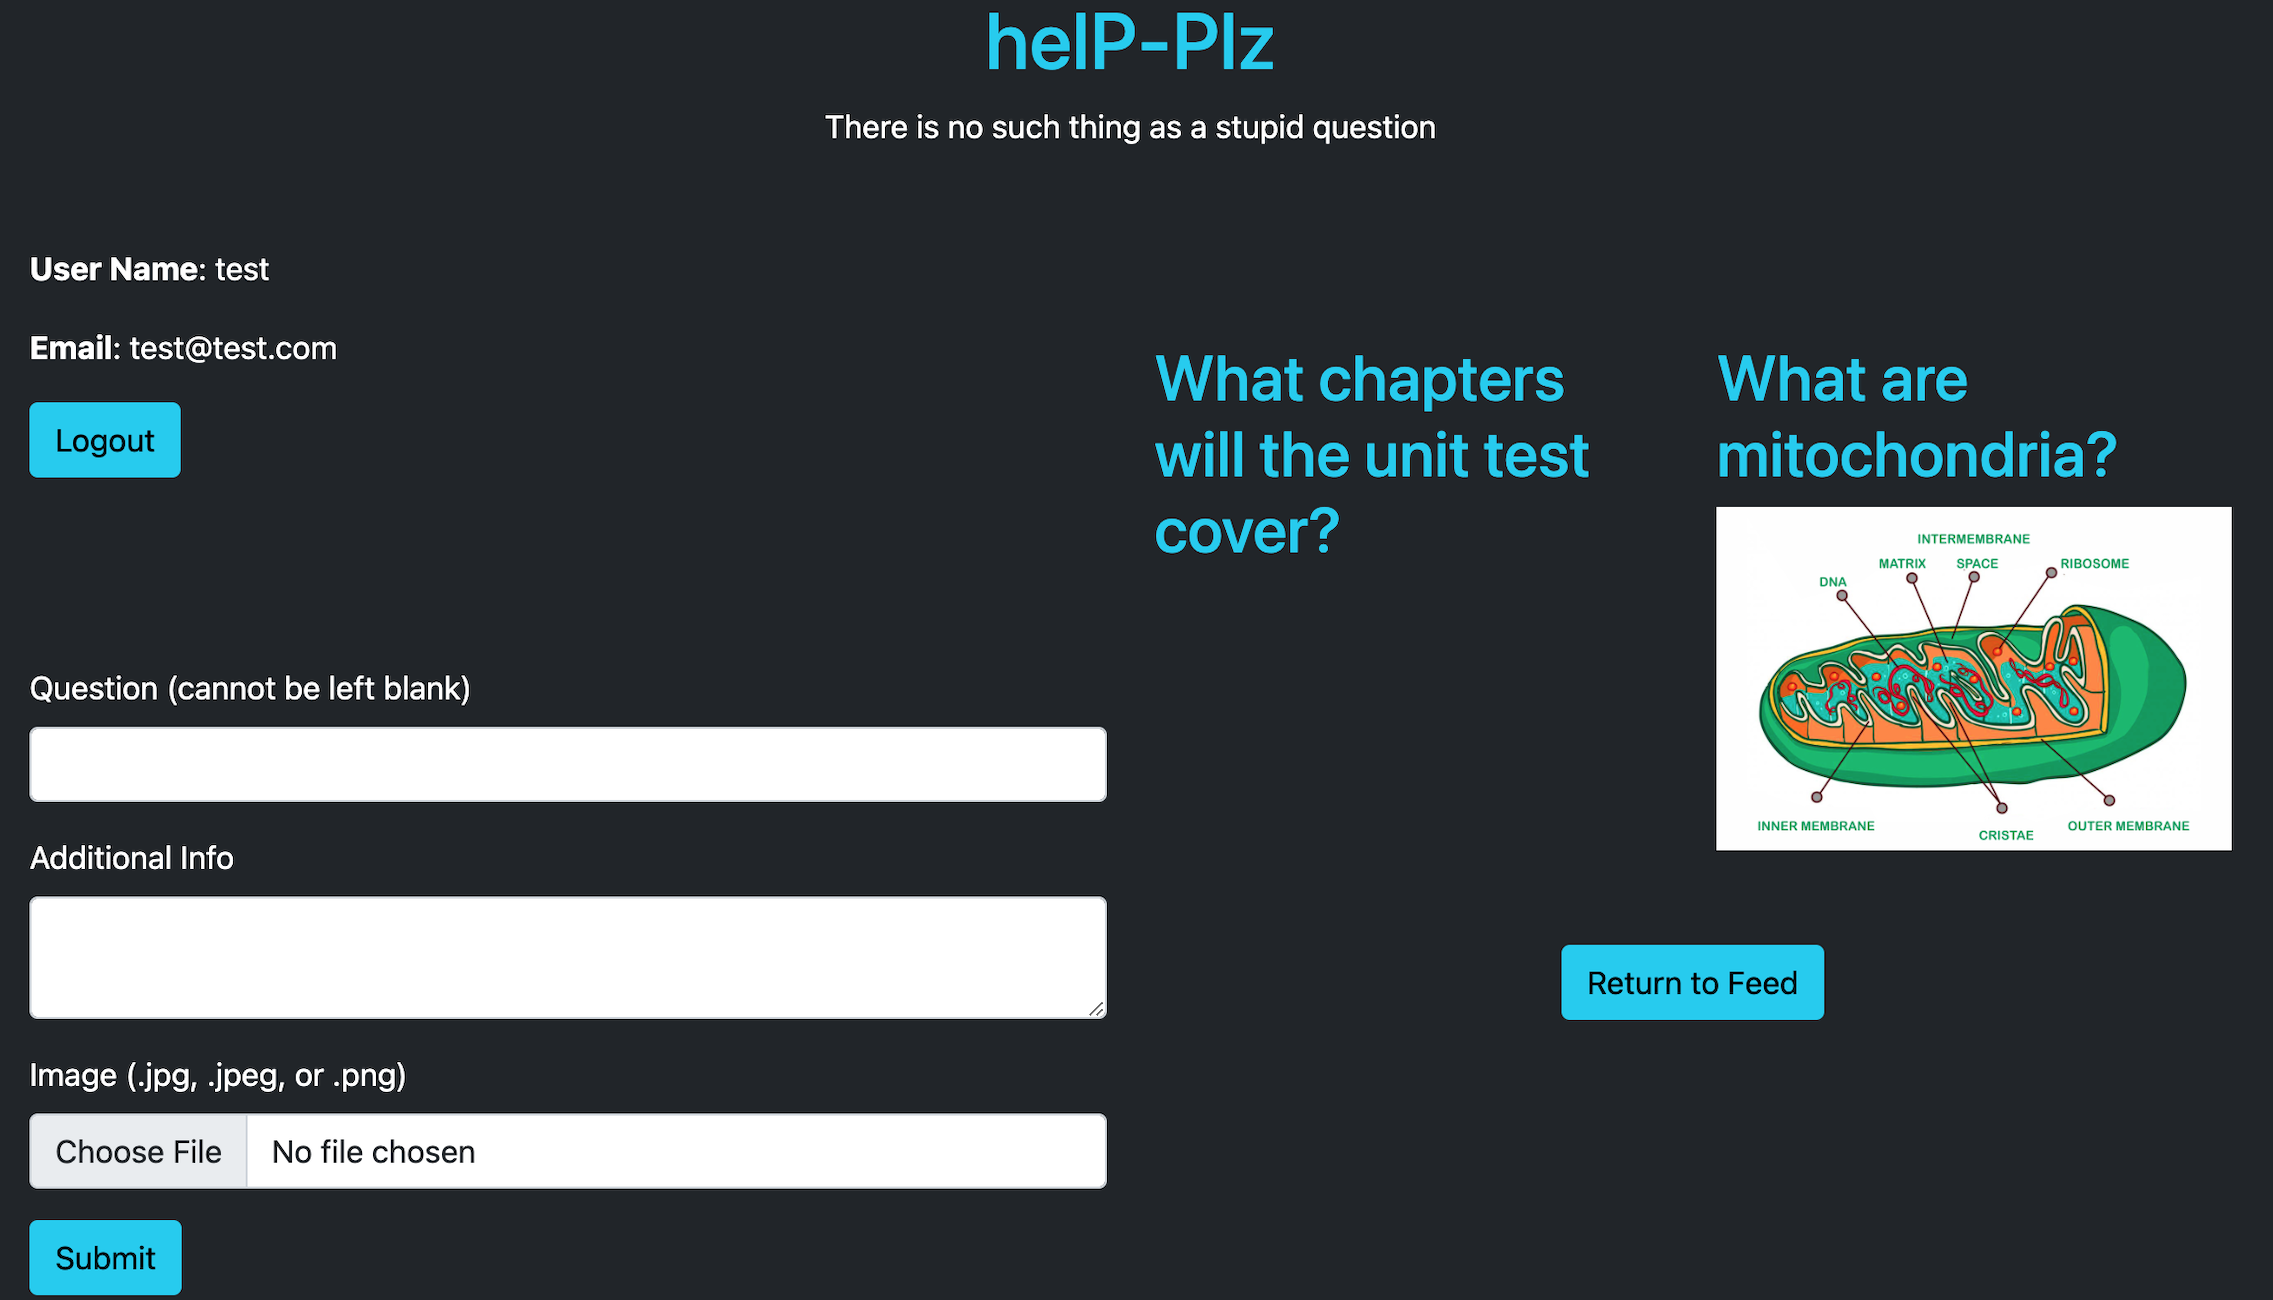 helP-Plz
There is no such thing as a stupid question
User Name: test
Email: test@test.com
Logout
Question (cannot be left blank)
Additional Info
Image (.jpg, .jpeg, or .png)
Choose File No file chosen
Submit
What chapters
will the unit test
cover?
What are
mitochondria?
INTERMEMBRANE
MATRIX SPACE RIBOSOME
DNA
INNER MEMBRANE
CRISTAE
OUTER MEMBRANE
Return to Feed